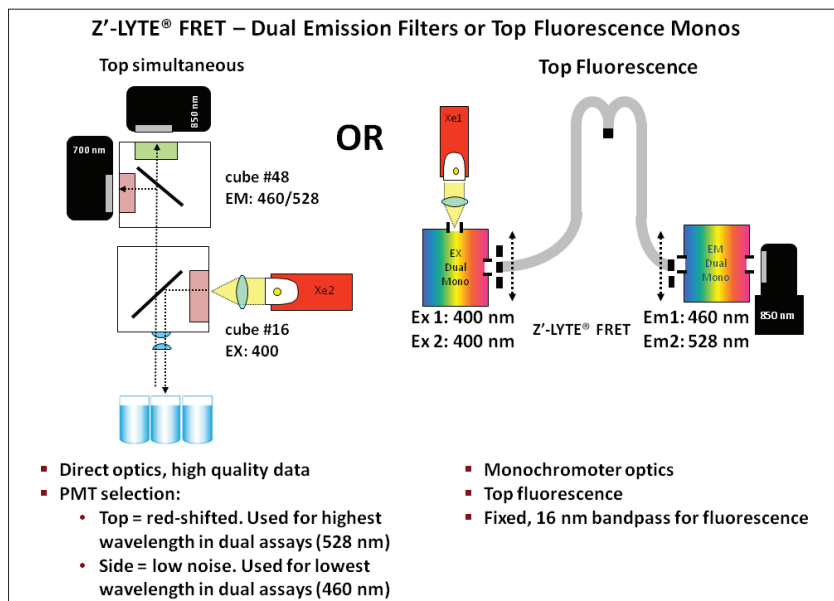 Z'-LYTE® FRET – Dual Emission Filters or Top Fluorescence Monos
Top simultaneous
850 nm
700 nm
cube #48
EM: 460/528
Xe2
cube #16
EX: 400
OR
Top Fluorescence
Xe1
EX
Dual
Mono
EM
Dual
Mono
850 nm
Ex 1: 400 nm
Ex 2: 400 nm
Z'-LYTE® FRET
Em1: 460 nm
Em2: 528 nm
▪ Direct optics, high quality data
▪ PMT selection:
• Top = red-shifted. Used for highest
wavelength in dual assays (528 nm)
• Side = low noise. Used for lowest
wavelength in dual assays (460 nm)
▪ Monochromoter optics
▪ Top fluorescence
▪ Fixed, 16 nm bandpass for fluorescence